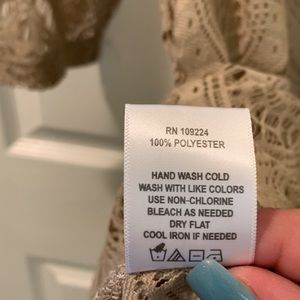 RN 109224
100% POLYESTER
HAND WASH COLD
WASH WITH LIKE COLORS
USE NON-CHLORINE
BLEACH AS NEEDED
DRY FLAT
COOL IRON IF NEEDED